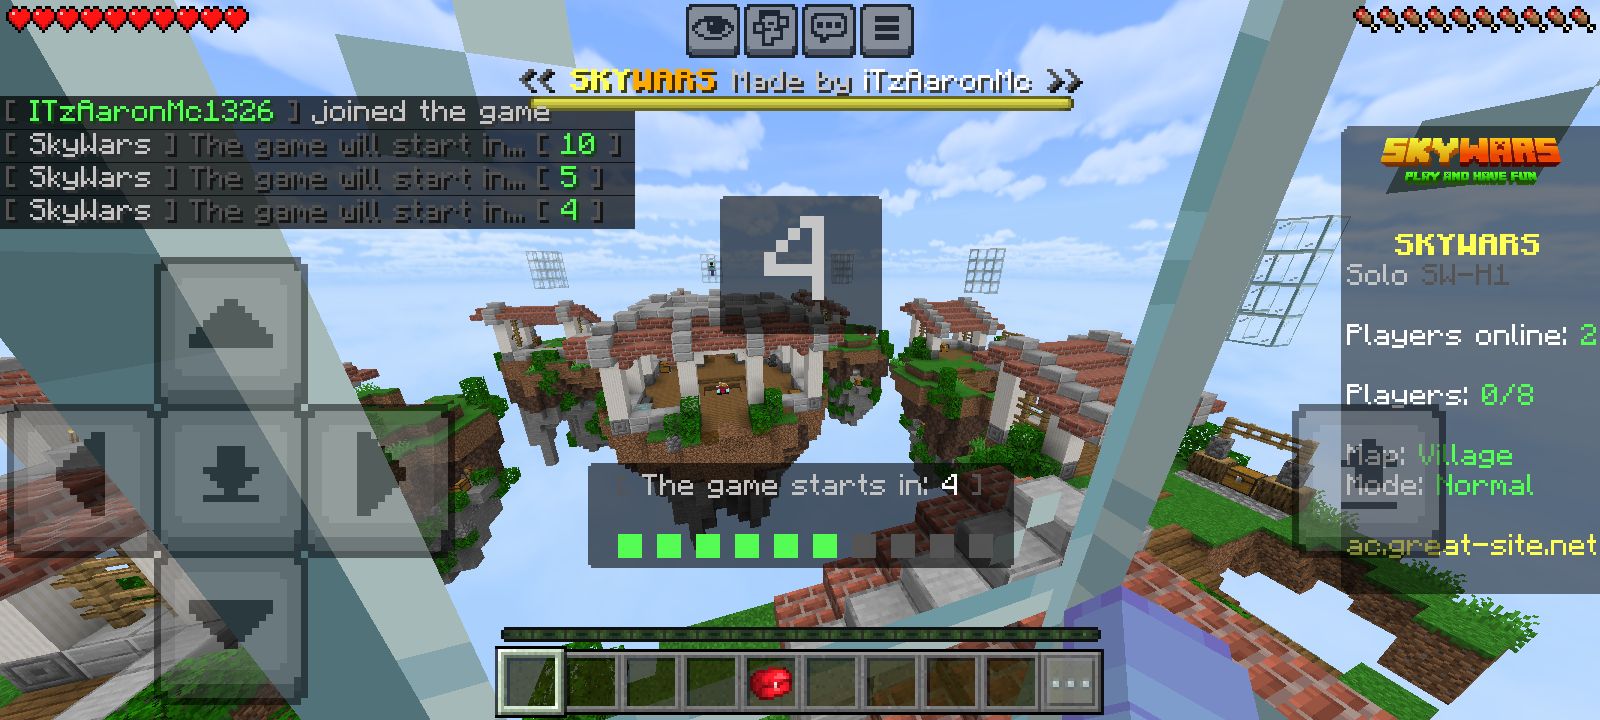 << SKYWARS Made by iTzAaronMc >>
[ ITzAaronMc1326 ] joined the game
[ SkyWars ] The game will start in... [ 10 ]
[ SkyWars ] The game will start in... [ 5 ]
[ SkyWars ] The game will start in... [ 4 ]
4
[ The game starts in: 4 ]
SKYWARS
PLAY AND HAVE FUN
SKYWARS
Solo SW-H1
Players online: 2
Players: 0/8
Map: Village
Mode: Normal
ac.great-site.net